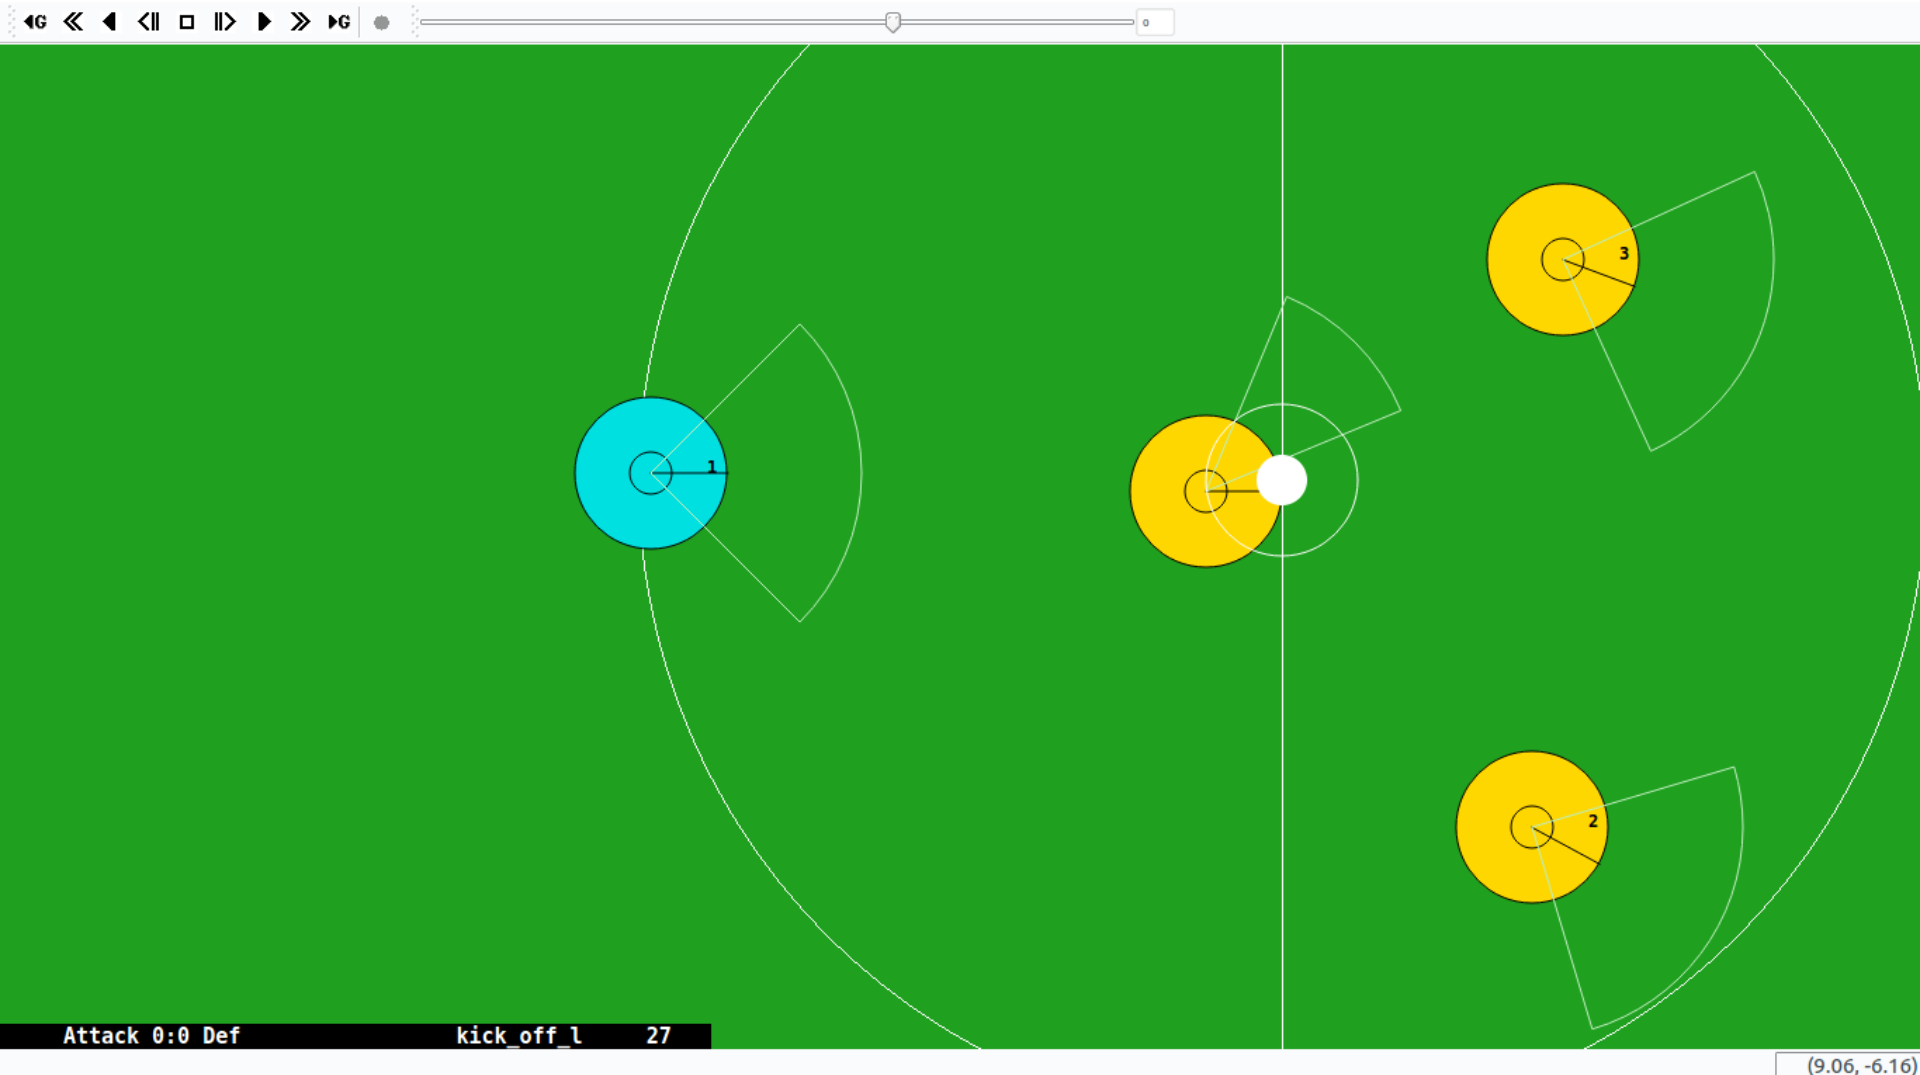 G G 0
3
1
2
Attack 0:0 Def kick_off_l 27
(9.06, -6.16)